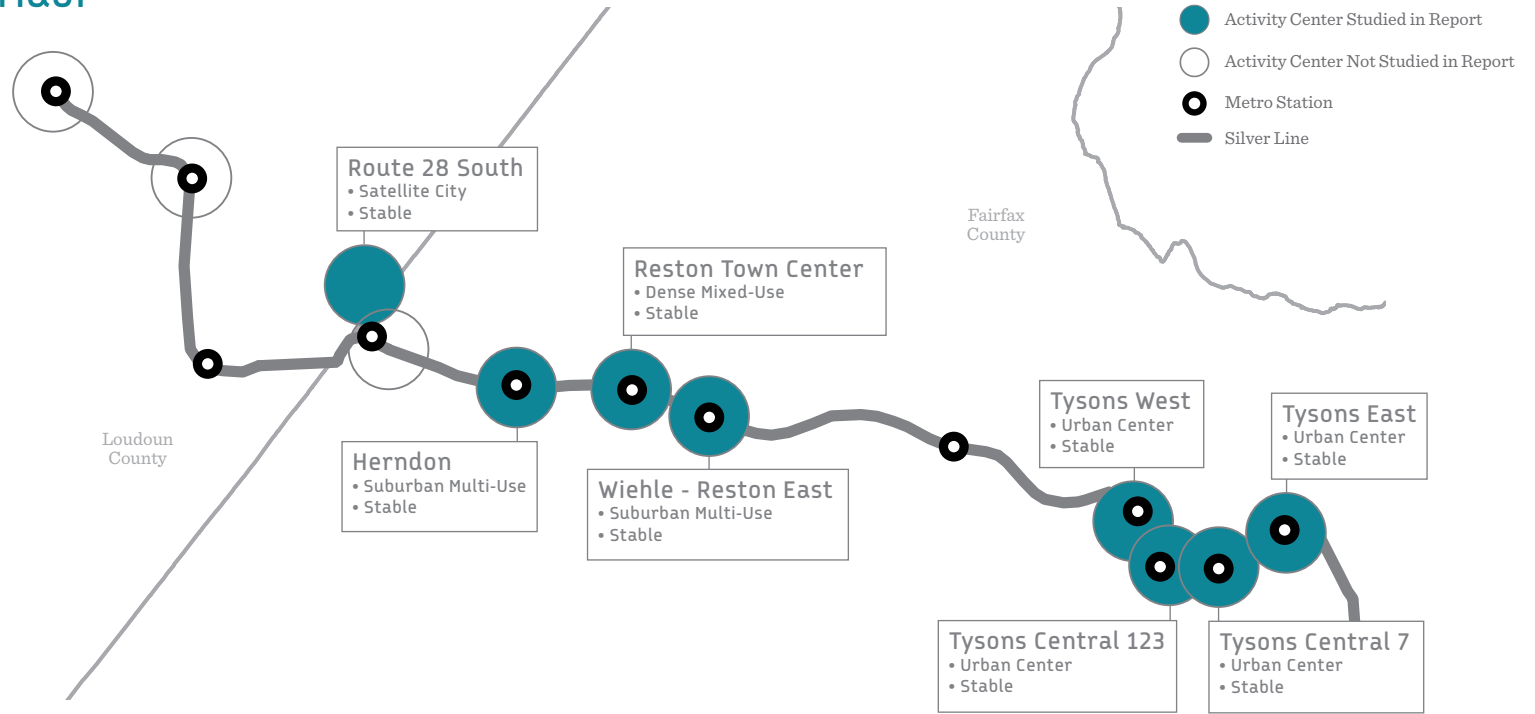 Activity Center Studied in Report
Activity Center Not Studied in Report
Metro Station
Silver Line
Route 28 South
• Satellite City
• Stable
Fairfax
County
Reston Town Center
• Dense Mixed-Use
• Stable
Tysons West
• Urban Center
• Stable
Tysons East
• Urban Center
• Stable
Loudoun
County
Herndon
• Suburban Multi-Use
• Stable
Wiehle - Reston East
• Suburban Multi-Use
• Stable
Tysons Central 123
• Urban Center
• Stable
Tysons Central 7
• Urban Center
• Stable